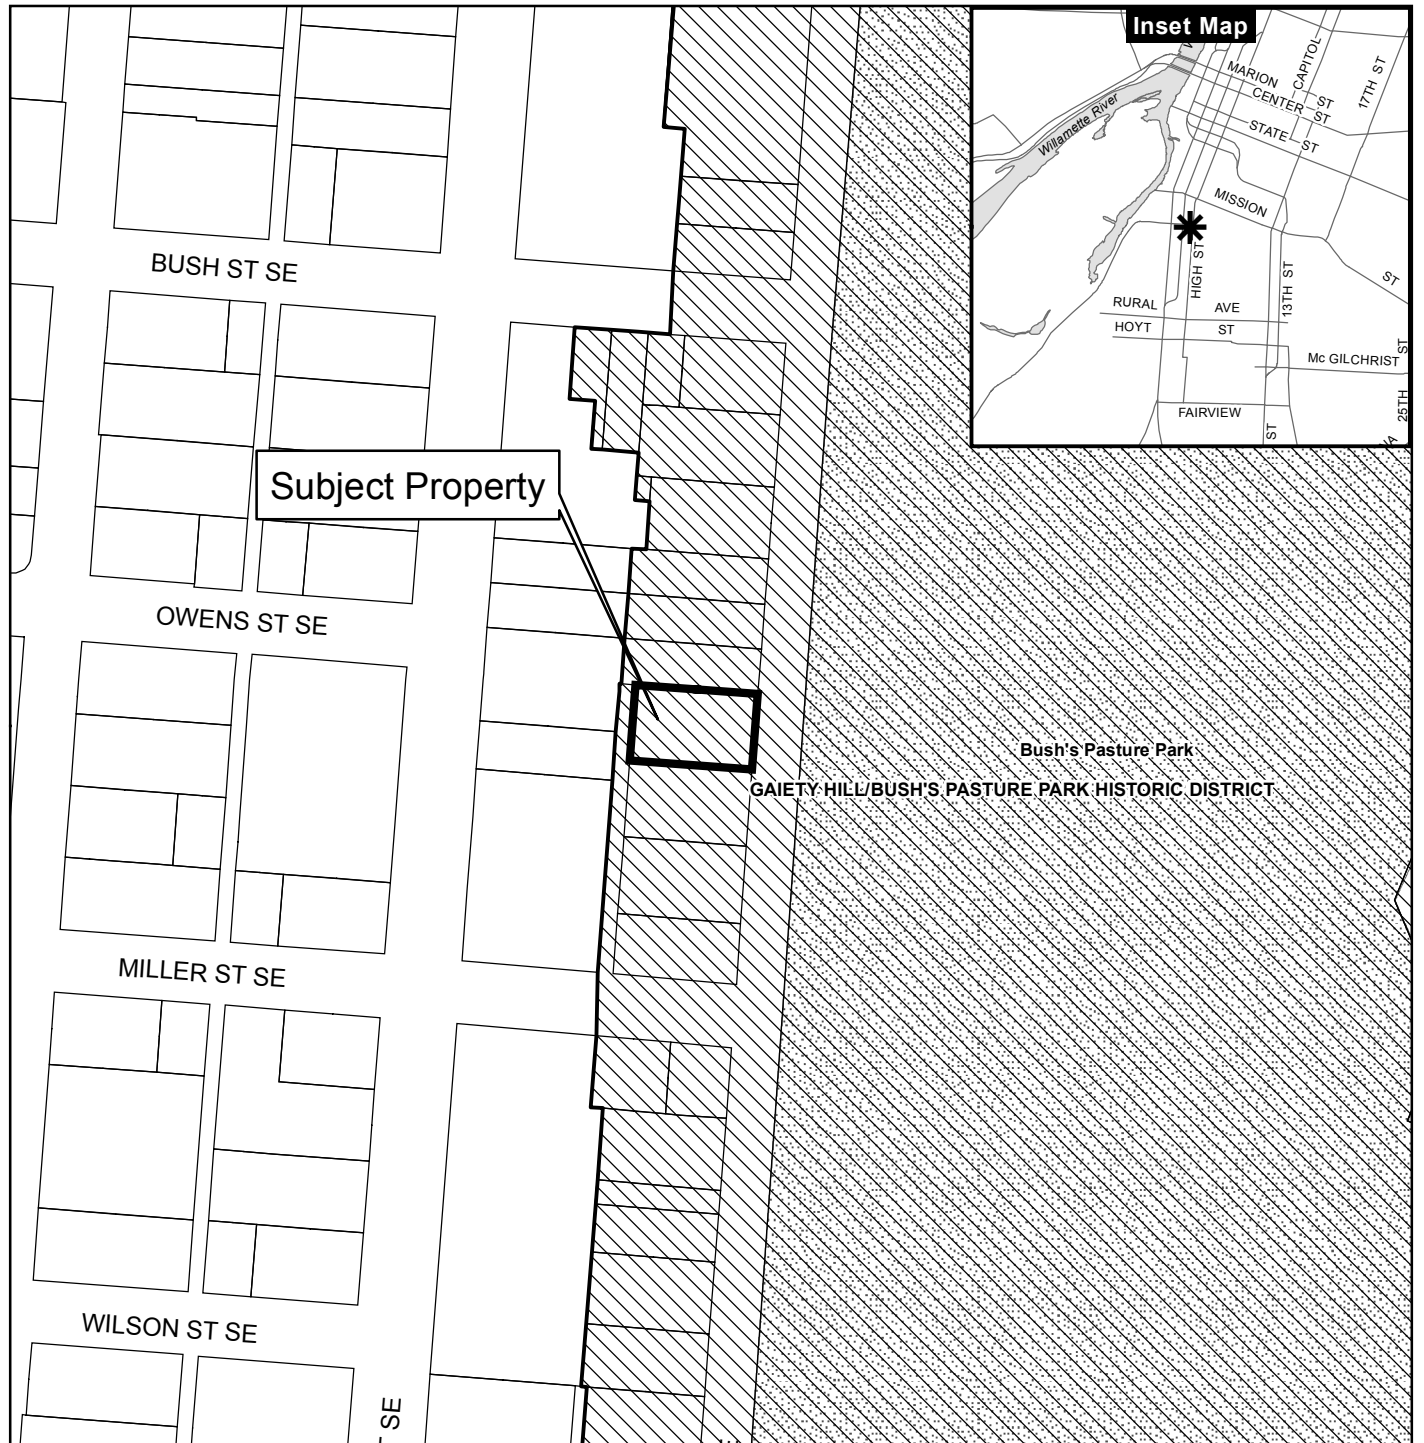 Inset Map
MARION
ST
CENTER ST
STATE ST
CAPITOL
17TH ST
Willamette River
MISSION
ST
HIGH ST
13TH ST
RURAL AVE
HOYT ST
Mc GILCHRIST
ST
25TH
FAIRVIEW
ST
BUSH ST SE
Subject Property
OWENS ST SE
Bush's Pasture Park
GAIETY HILL/BUSH'S PASTURE PARK HISTORIC DISTRICT
MILLER ST SE
WILSON ST SE
SE